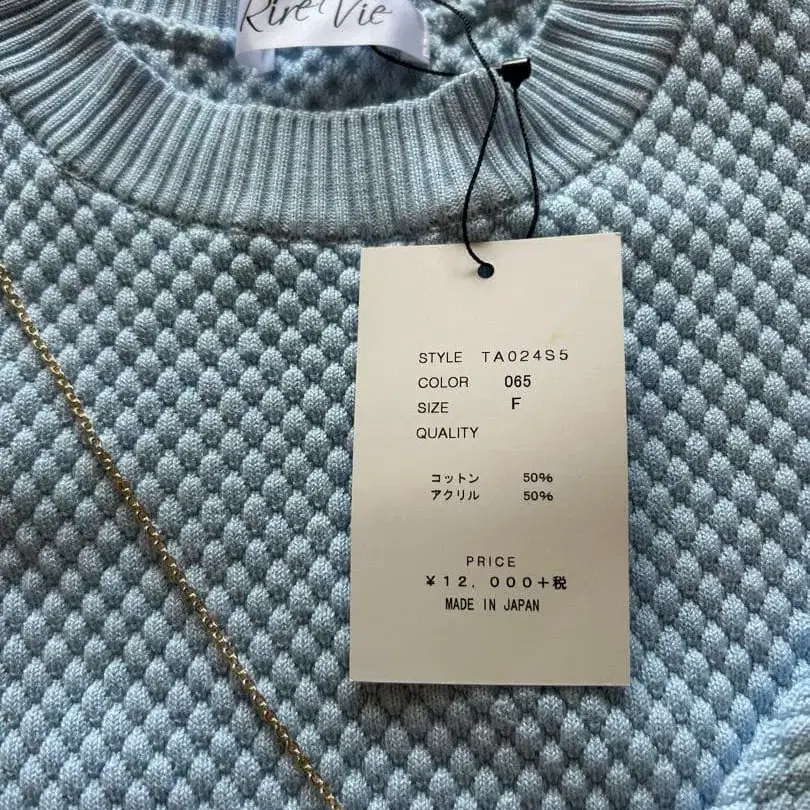 Rire Vie
STYLE TA024S5
COLOR 065
SIZE F
QUALITY
コットン 50%
アクリル 50%
PRICE
¥12,000+税
MADE IN JAPAN